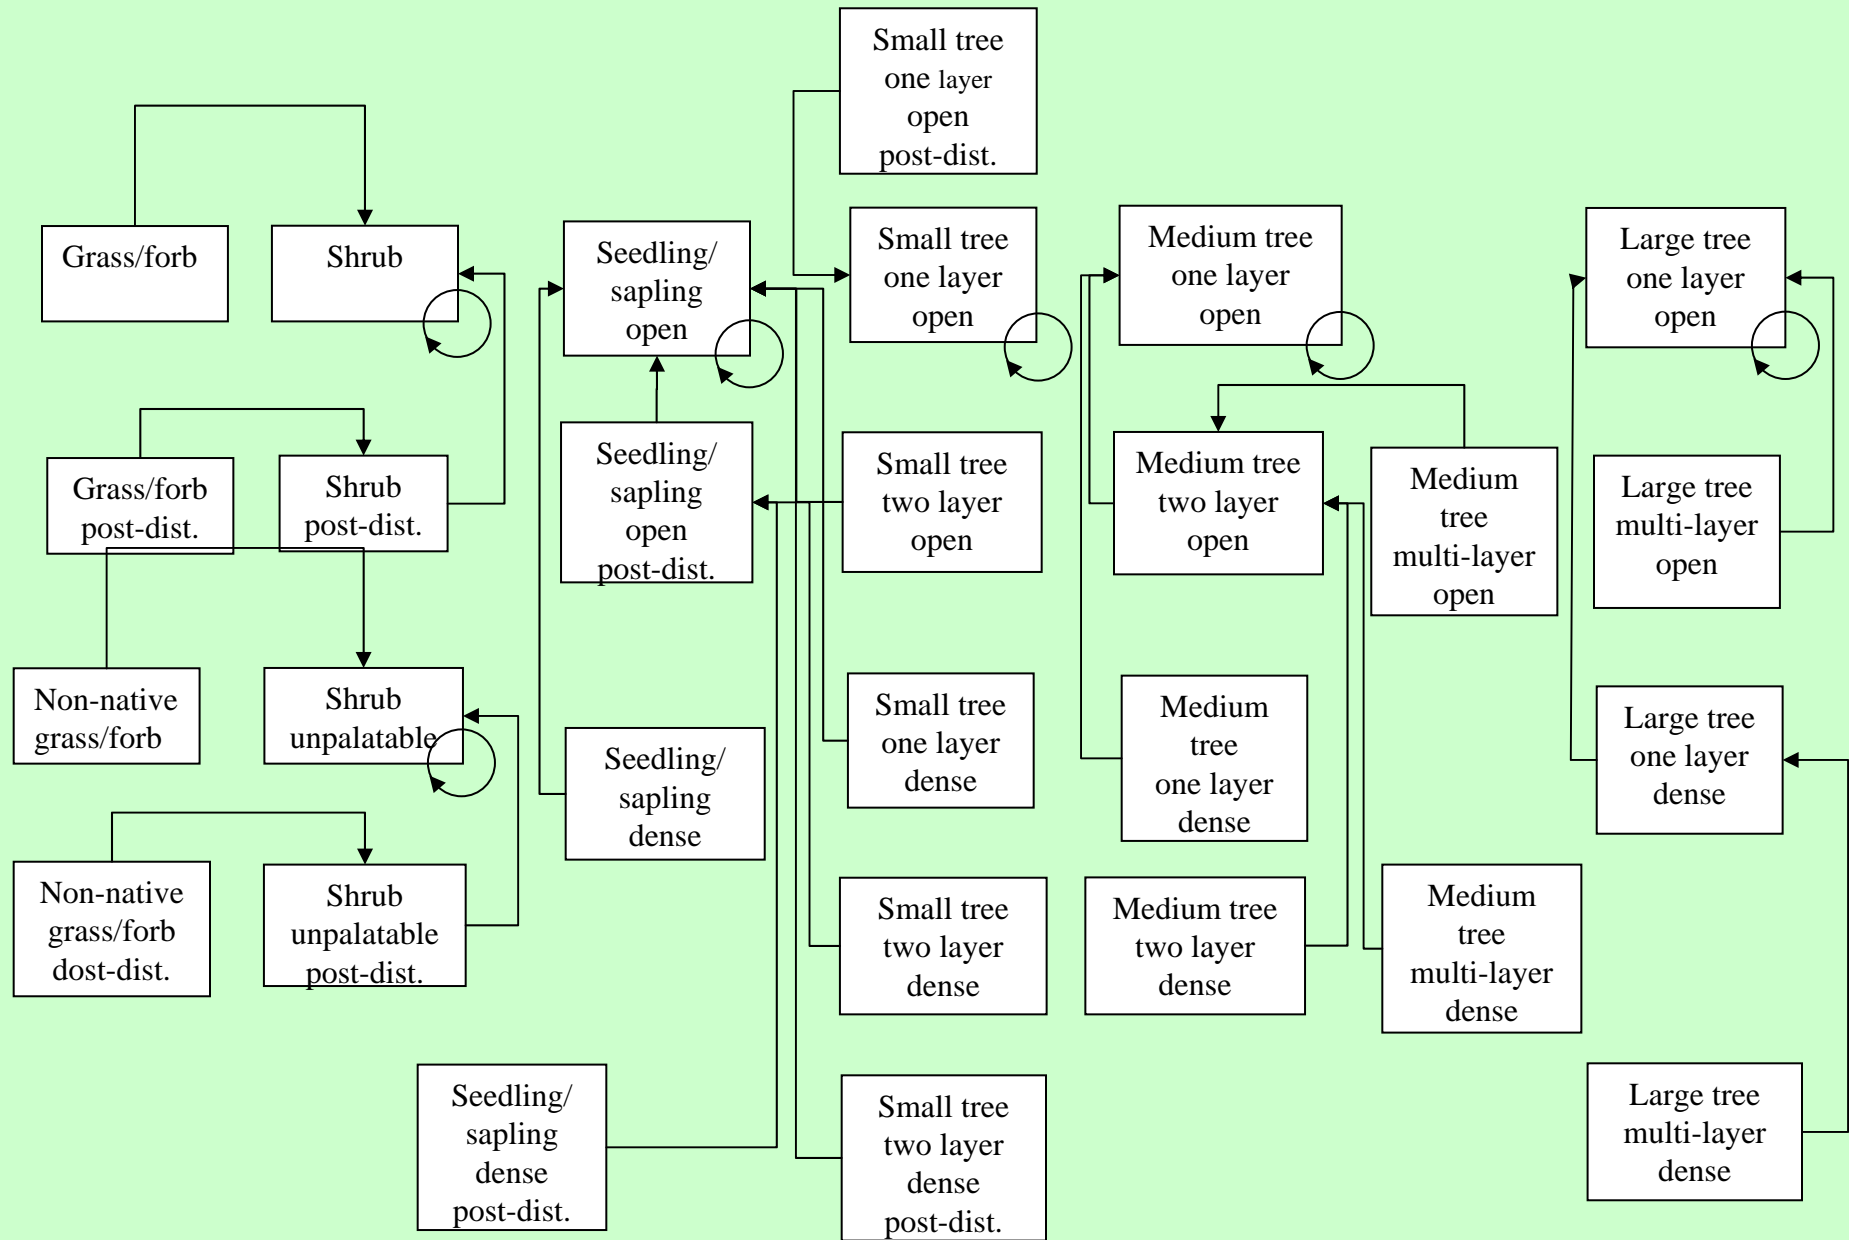 Small tree
one layer
open
post-dist.
Grass/forb
Shrub
Seedling/
sapling
open
Small tree
one layer
open
Medium tree
one layer
open
Large tree
one layer
open
Grass/forb
post-dist.
Shrub
post-dist.
Seedling/
sapling
open
post-dist.
Small tree
two layer
open
Medium tree
two layer
open
Medium
tree
multi-layer
open
Large tree
multi-layer
open
Non-native
grass/forb
Shrub
unpalatable
Seedling/
sapling
dense
Small tree
one layer
dense
Medium
tree
one layer
dense
Large tree
one layer
dense
Non-native
grass/forb
dost-dist.
Shrub
unpalatable
post-dist.
Small tree
two layer
dense
Medium tree
two layer
dense
Medium
tree
multi-layer
dense
Seedling/
sapling
dense
post-dist.
Small tree
two layer
dense
post-dist.
Large tree
multi-layer
dense